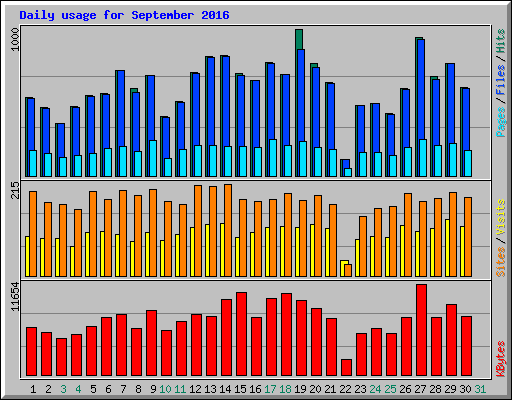 Daily usage for September 2016
1000
Pages/Files/Hits
215
Sites/Visits
11654
KBytes
1 2 3 4 5 6 7 8 9 10 11 12 13 14 15 16 17 18 19 20 21 22 23 24 25 26 27 28 29 30 31